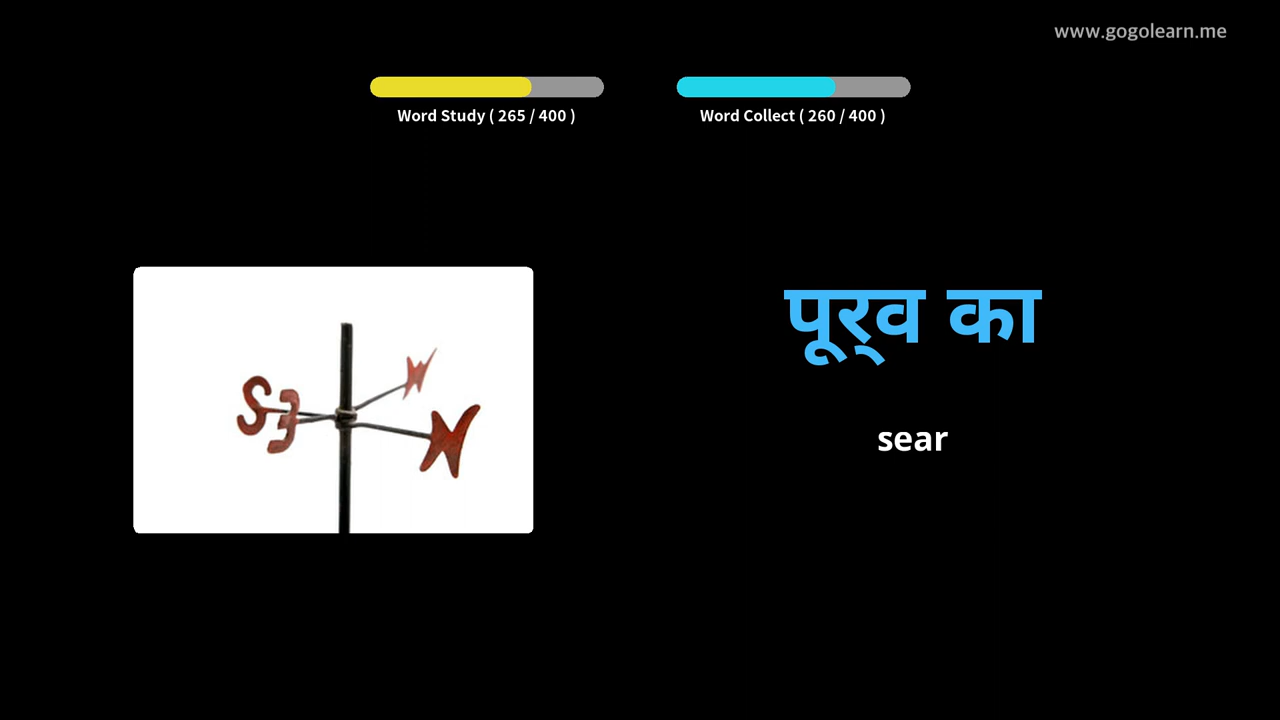 www.gogolearn.me
Word Study ( 265 / 400 )
Word Collect ( 260 / 400 )
पूर्‌व का
sear
S E N W